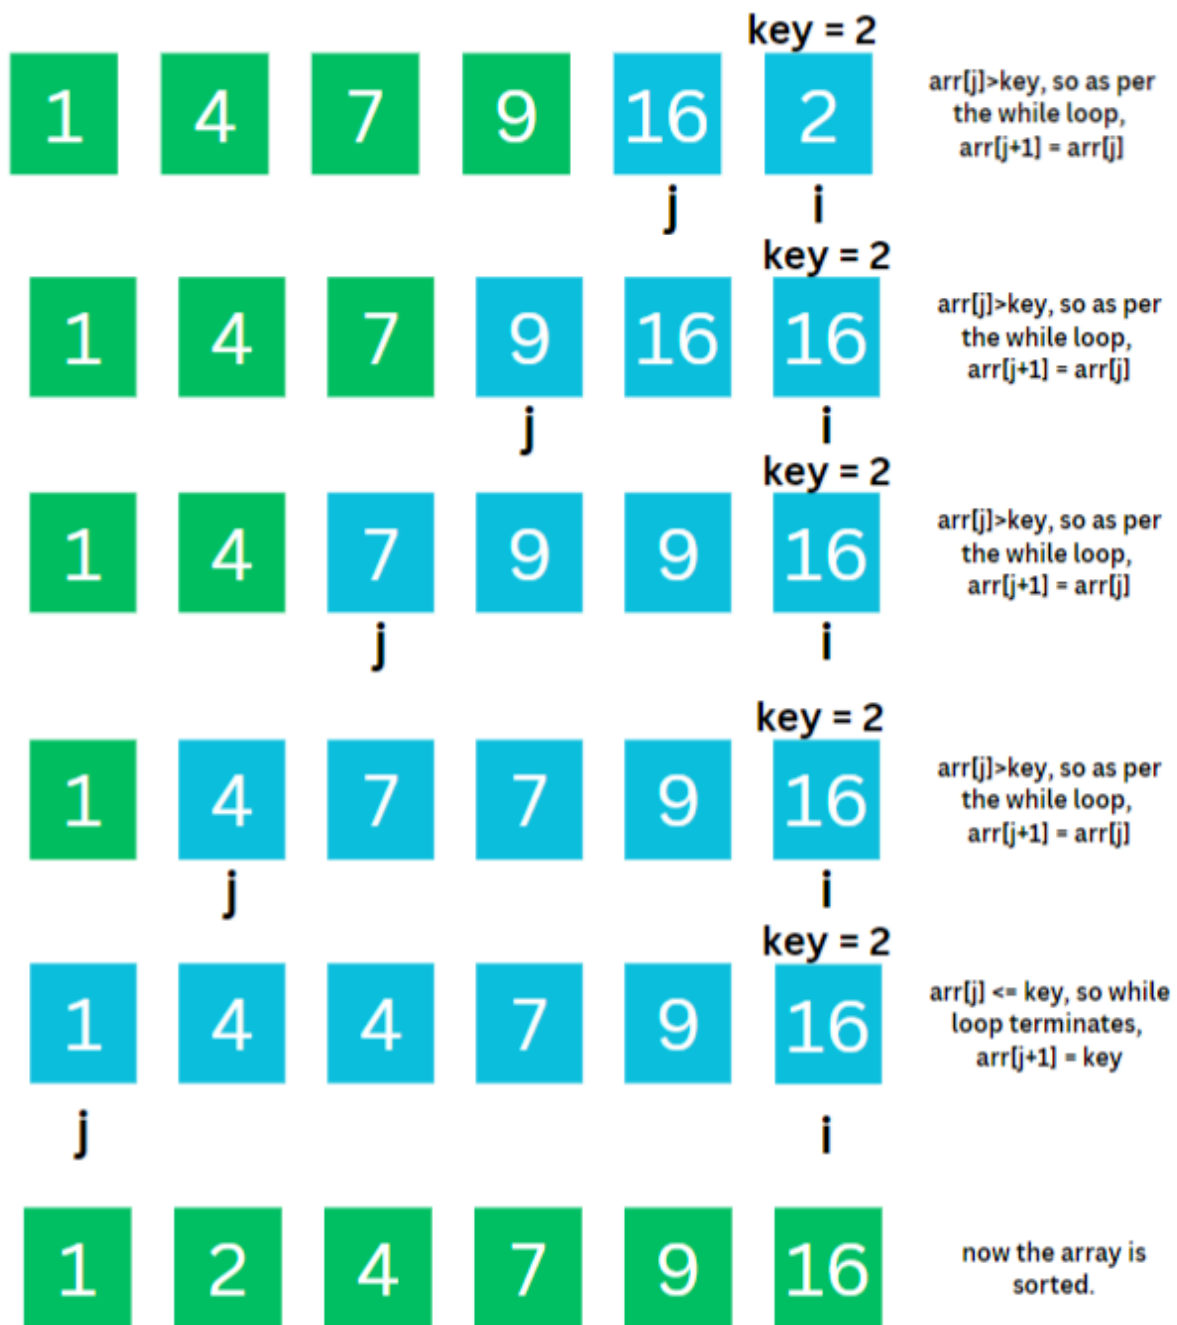 key = 2
1 4 7 9 16 2
j i
arr[j]>key, so as per
the while loop,
arr[j+1] = arr[j]
key = 2
1 4 7 9 16 16
j i
arr[j]>key, so as per
the while loop,
arr[j+1] = arr[j]
key = 2
1 4 7 9 9 16
j i
arr[j]>key, so as per
the while loop,
arr[j+1] = arr[j]
key = 2
1 4 7 7 9 16
j i
arr[j]>key, so as per
the while loop,
arr[j+1] = arr[j]
key = 2
1 4 4 7 9 16
j i
arr[j] <= key, so while
loop terminates,
arr[j+1] = key
1 2 4 7 9 16
now the array is
sorted.